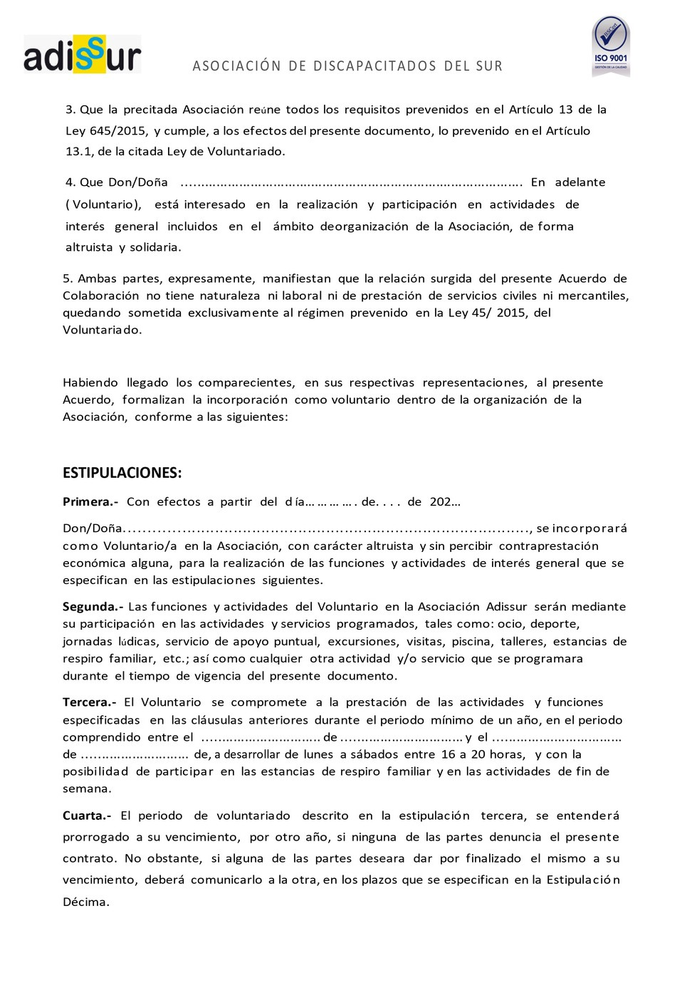 adissur
ASOCIACIÓN DE DISCAPACITADOS DEL SUR
BSCert
ISO 9001
GESTIÓN DE LA CALIDAD
3. Que la precitada Asociación reúne todos los requisitos prevenidos en el Artículo 13 de la
Ley 645/2015, y cumple, a los efectos del presente documento, lo prevenido en el Artículo
13.1, de la citada Ley de Voluntariado.
4. Que Don/Doña ........................................................................................... En adelante
( Voluntario), está interesado en la realización y participación en actividades de
interés general incluidos en el ámbito deorganización de la Asociación, de forma
altruista y solidaria.
5. Ambas partes, expresamente, manifiestan que la relación surgida del presente Acuerdo de
Colaboración no tiene naturaleza ni laboral ni de prestación de servicios civiles ni mercantiles,
quedando sometida exclusivamente al régimen prevenido en la Ley 45/ 2015, del
Voluntariado.
Habiendo llegado los comparecientes, en sus respectivas representaciones, al presente
Acuerdo, formalizan la incorporación como voluntario dentro de la organización de la
Asociación, conforme a las siguientes:
ESTIPULACIONES:
Primera.- Con efectos a partir del día… … … … . de. . . . de 202…
Don/Doña...................................................................................., se incorporará
como Voluntario/a en la Asociación, con carácter altruista y sin percibir contraprestación
económica alguna, para la realización de las funciones y actividades de interés general que se
especifican en las estipulaciones siguientes.
Segunda.- Las funciones y actividades del Voluntario en la Asociación Adissur serán mediante
su participación en las actividades y servicios programados, tales como: ocio, deporte,
jornadas lúdicas, servicio de apoyo puntual, excursiones, visitas, piscina, talleres, estancias de
respiro familiar, etc.; así como cualquier otra actividad y/o servicio que se programara
durante el tiempo de vigencia del presente documento.
Tercera.- El Voluntario se compromete a la prestación de las actividades y funciones
especificadas en las cláusulas anteriores durante el periodo mínimo de un año, en el periodo
comprendido entre el ................................ de ................................. y el ...................................
de ............................. de, a desarrollar de lunes a sábados entre 16 a 20 horas, y con la
posibilidad de participar en las estancias de respiro familiar y en las actividades de fin de
semana.
Cuarta.- El periodo de voluntariado descrito en la estipulación tercera, se entenderá
prorrogado a su vencimiento, por otro año, si ninguna de las partes denuncia el presente
contrato. No obstante, si alguna de las partes deseara dar por finalizado el mismo a su
vencimiento, deberá comunicarlo a la otra, en los plazos que se especifican en la Estipulación
Décima.